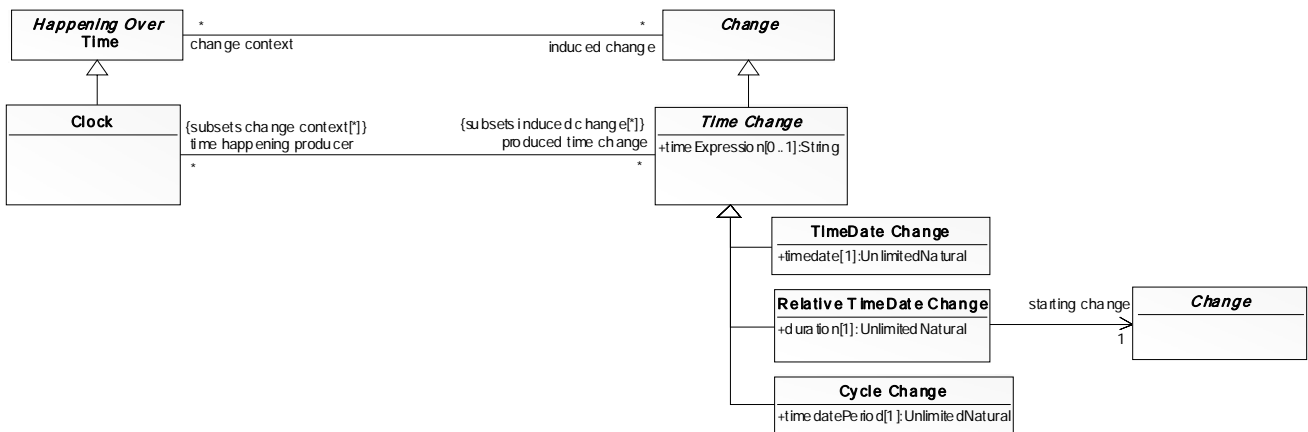 Happening Over
Time
*
*
Change
change context
induced change
Clock
{subsets change context[*]}
time happening producer
*
{subsets induced change[*]}
produced time change
*
Time Change
+timeExpression[0..1]:String
TimeDate Change
+timedate[1]:UnlimitedNatural
Relative TimeDate Change
+duration[1]: UnlimitedNatural
starting change
1
Change
Cycle Change
+timedatePeriod[1]:UnlimitedNatural